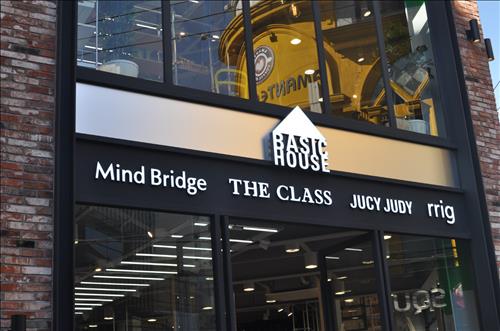 BASIC
HOUSE
Mind Bridge THE CLASS JUCY JUDY rrig